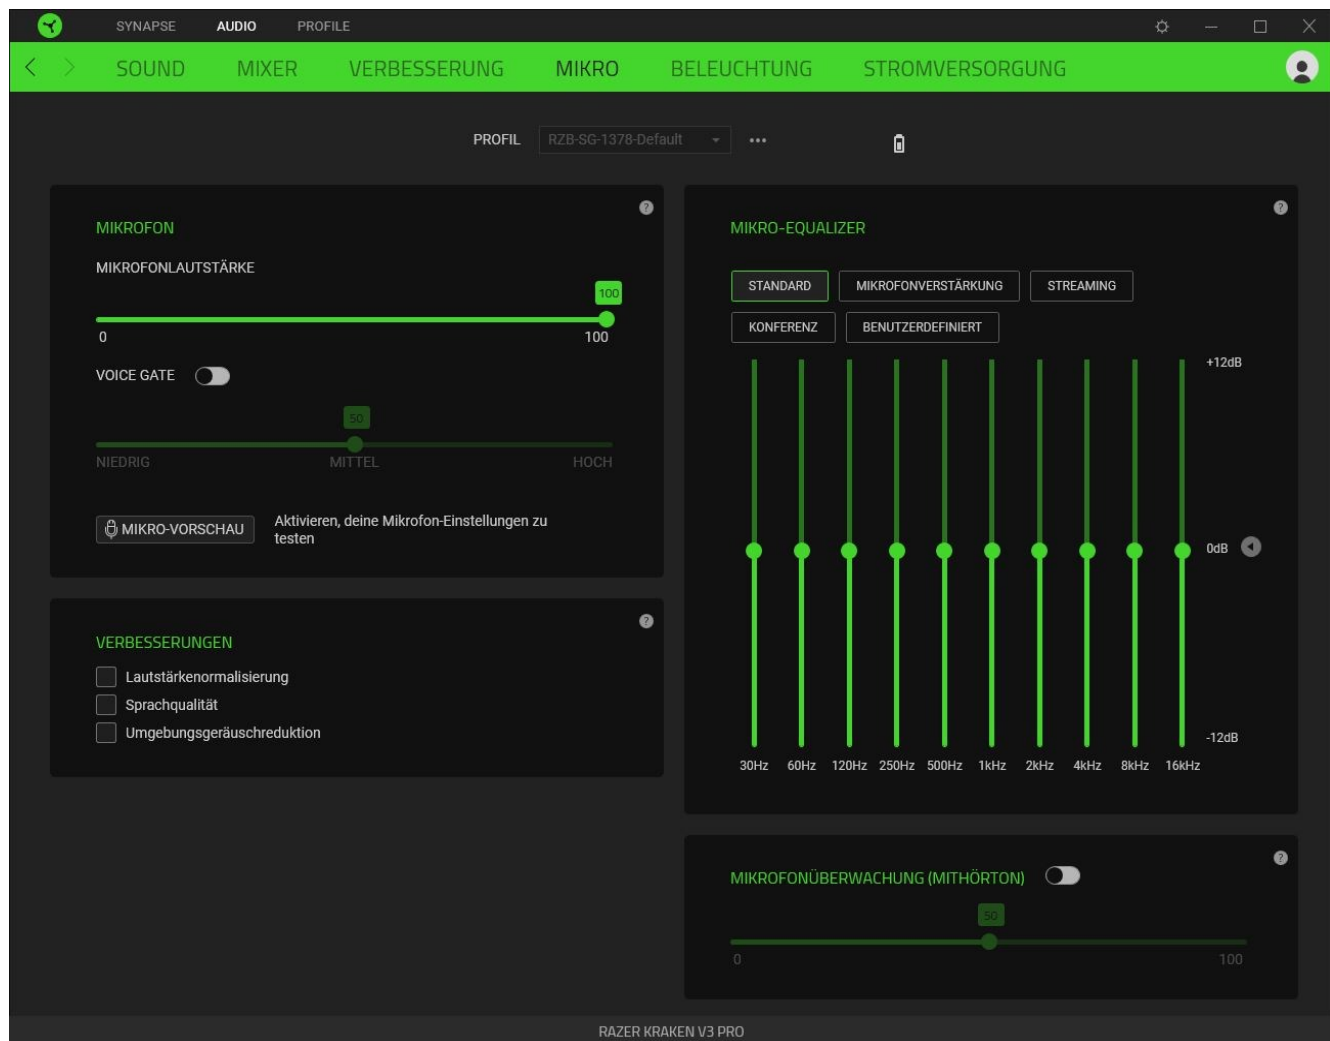 SYNAPSE AUDIO PROFILE
SOUND MIXER VERBESSERUNG MIKRO BELEUCHTUNG STROMVERSORGUNG
PROFIL RZB-SG-1378-Default
MIKROFON
MIKROFONLAUTSTÄRKE
100
0 100
VOICE GATE
50
NIEDRIG MITTEL HOCH
MIKRO-VORSCHAU
Aktivieren, deine Mikrofon-Einstellungen zu
testen
VERBESSERUNGEN
Lautstärkenormalisierung
Sprachqualität
Umgebungsgeräuschreduktion
MIKRO-EQUALIZER
STANDARD MIKROFONVERSTÄRKUNG STREAMING
KONFERENZ BENUTZERDEFINIERT
+12dB
0dB
-12dB
30Hz 60Hz 120Hz 250Hz 500Hz 1kHz 2kHz 4kHz 8kHz 16kHz
MIKROFONÜBERWACHUNG (MITHÖRTON)
50
0 100
RAZER KRAKEN V3 PRO